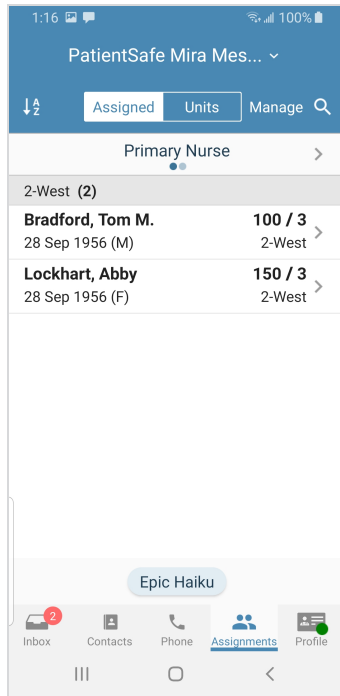 1:16 100%
PatientSafe Mira Mes...
A
Z
Assigned Units Manage
Primary Nurse
2-West (2)
Bradford, Tom M. 100 / 3
28 Sep 1956 (M) 2-West
Lockhart, Abby 150 / 3
28 Sep 1956 (F) 2-West
Epic Haiku
2
Inbox Contacts Phone Assignments Profile